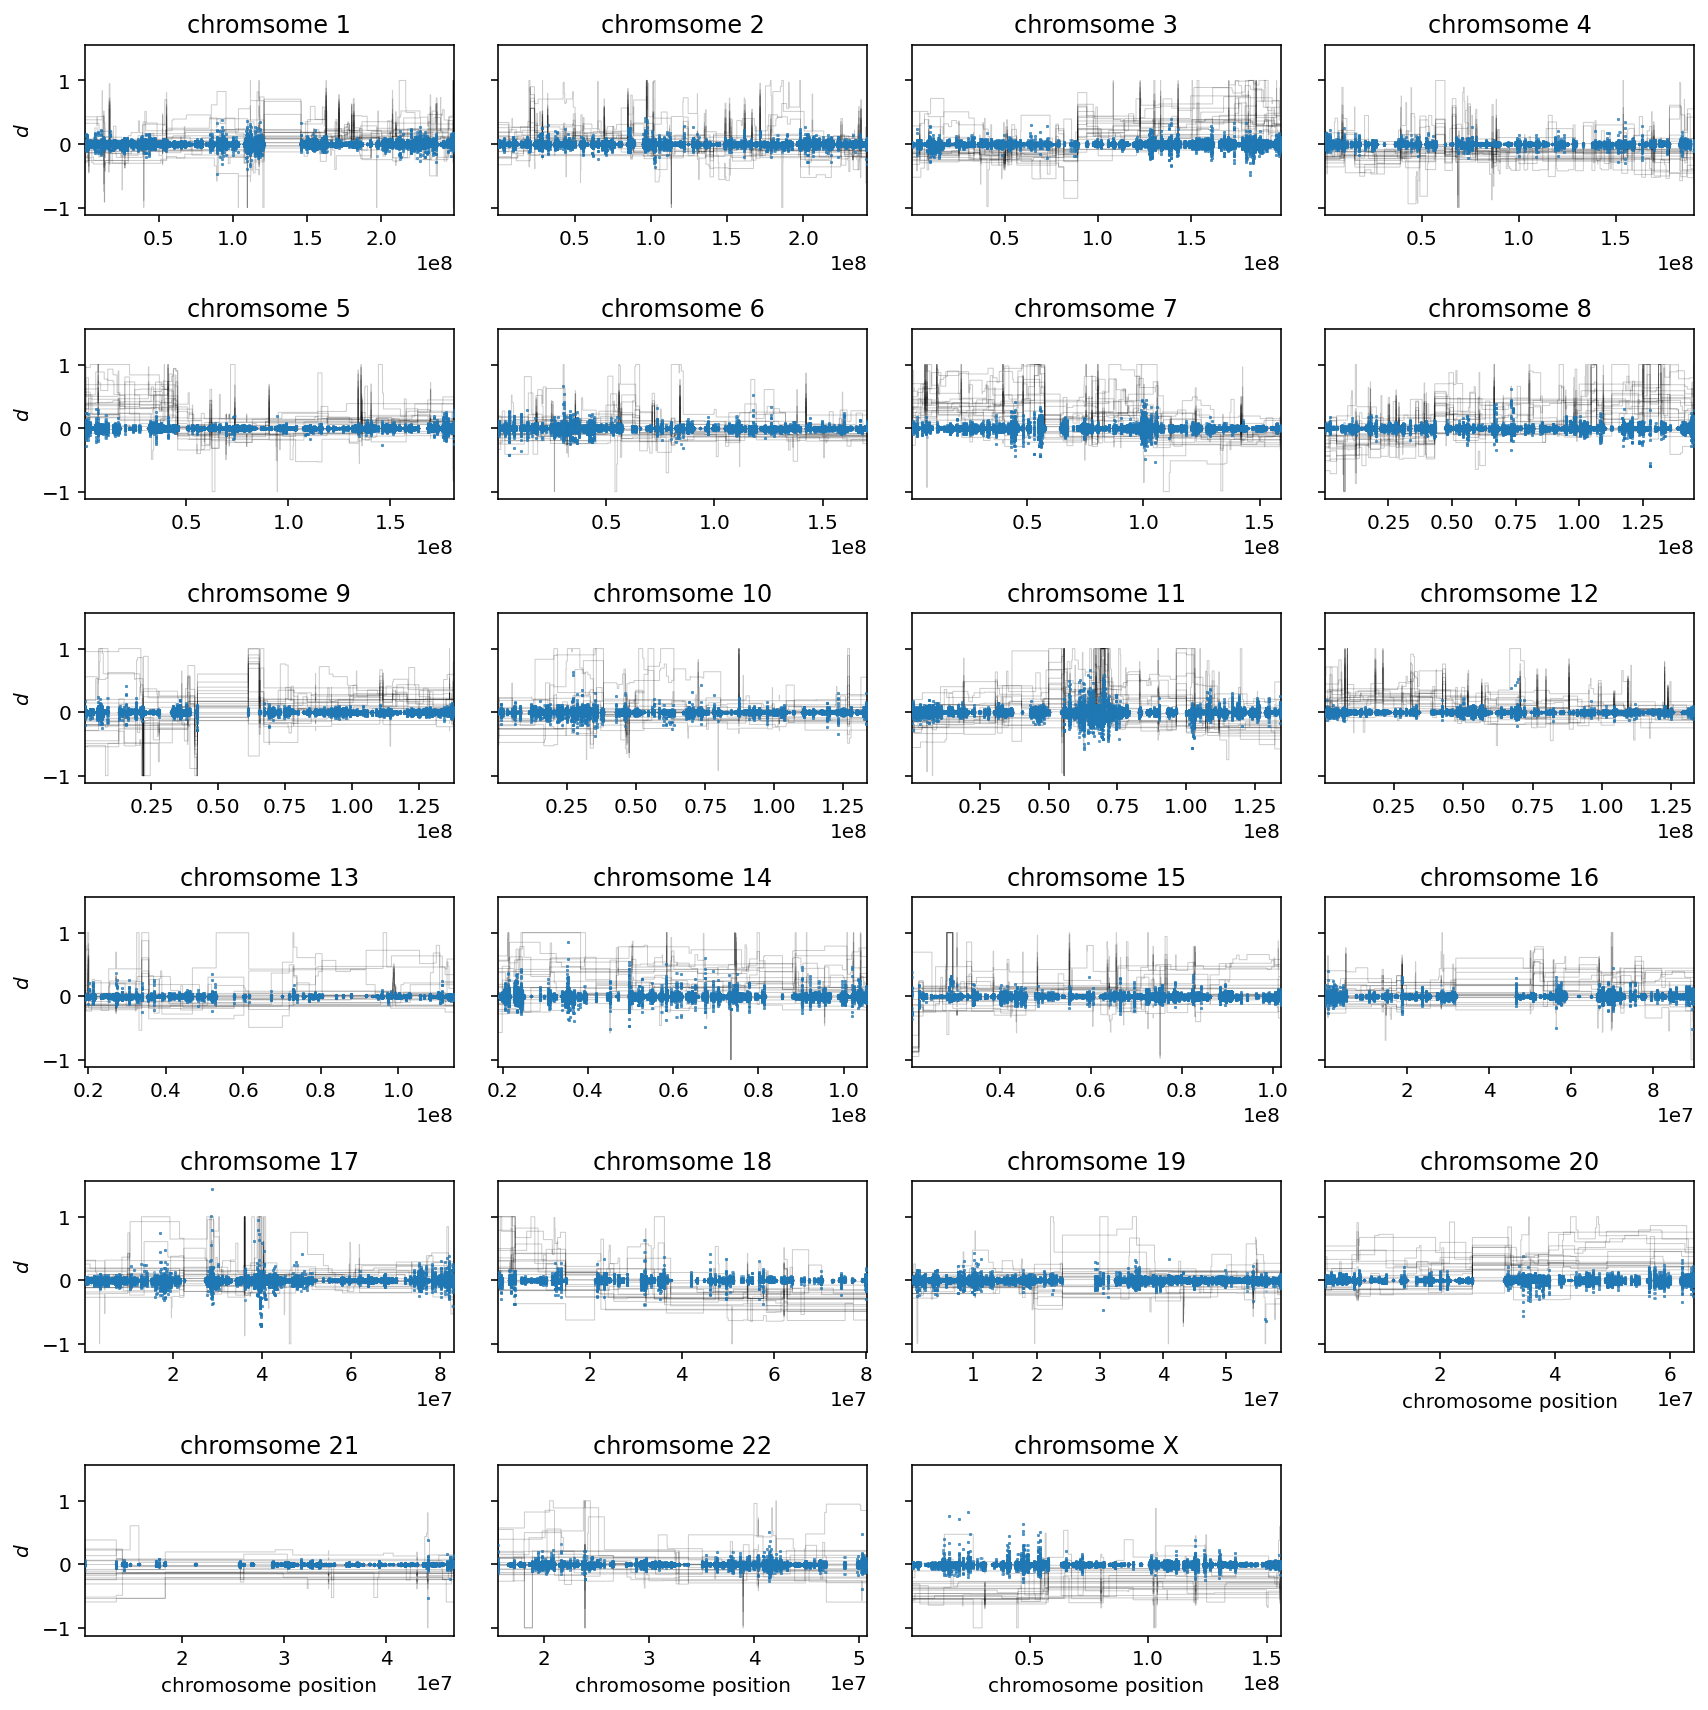 chromsome 1 chromsome 2 chromsome 3 chromsome 4
1
d 0
−1
0.5 1.0 1.5 2.0 0.5 1.0 1.5 2.0 0.5 1.0 1.5 0.5 1.0 1.5
1e8 1e8 1e8 1e8
chromsome 5 chromsome 6 chromsome 7 chromsome 8
1
d 0
−1
0.5 1.0 1.5 0.5 1.0 1.5 0.5 1.0 1.5 0.25 0.50 0.75 1.00 1.25
1e8 1e8 1e8 1e8
chromsome 9 chromsome 10 chromsome 11 chromsome 12
1
d 0
−1
0.25 0.50 0.75 1.00 1.25 0.25 0.50 0.75 1.00 1.25 0.25 0.50 0.75 1.00 1.25 0.25 0.50 0.75 1.00 1.25
1e8 1e8 1e8 1e8
chromsome 13 chromsome 14 chromsome 15 chromsome 16
1
d 0
−1
0.2 0.4 0.6 0.8 1.0 0.2 0.4 0.6 0.8 1.0 0.4 0.6 0.8 1.0 2 4 6 8
1e8 1e8 1e8 1e7
chromsome 17 chromsome 18 chromsome 19 chromsome 20
1
d 0
−1
2 4 6 8 2 4 6 8 1 2 3 4 5 2 4 6
1e7 1e7 1e7 chromosome position 1e7
chromsome 21 chromsome 22 chromsome X
1
d 0
−1
2 3 4 2 3 4 5 0.5 1.0 1.5
chromosome position 1e7 chromosome position 1e7 chromosome position 1e8